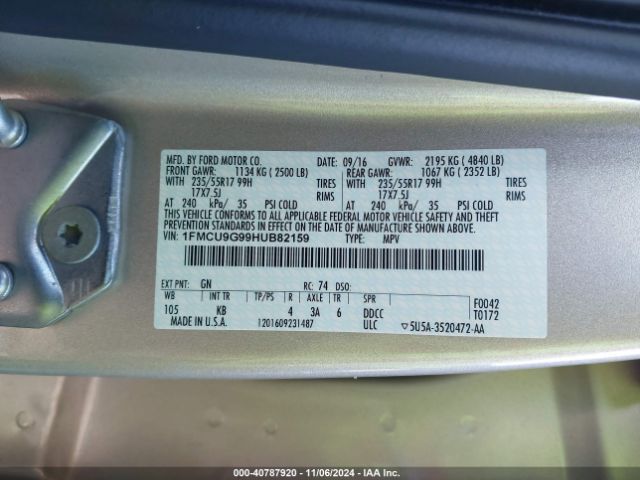 MFD. BY FORD MOTOR CO. DATE: 09/16 GVWR: 2195 KG ( 4840 LB)
FRONT GAWR: 1134 KG ( 2500 LB) REAR GAWR: 1067 KG ( 2352 LB)
WITH 235/55R17 99H TIRES WITH 235/55R17 99H TIRES
17X7.5J RIMS 17X7.5J RIMS
AT 240 kPa/ 35 PSI COLD AT 240 kPa/ 35 PSI COLD
THIS VEHICLE CONFORMS TO ALL APPLICABLE FEDERAL MOTOR VEHICLE SAFETY AND THEFT
PREVENTION STANDARDS IN EFFECT ON THE DATE OF MANUFACTURE SHOWN ABOVE.
VIN: 1FMCU9G99HUB82159 TYPE: MPV
EXT PNT: GN RC: 74 DSO: F0042
WB INT TR TP/PS R AXLE TR SPR T0172
105 KB 4 3A 6 DDCC
MADE IN U.S.A. 1201609231487 ULC ▽5U5A-3520472-AA
000-40787920 - 11/06/2024 - IAA Inc.